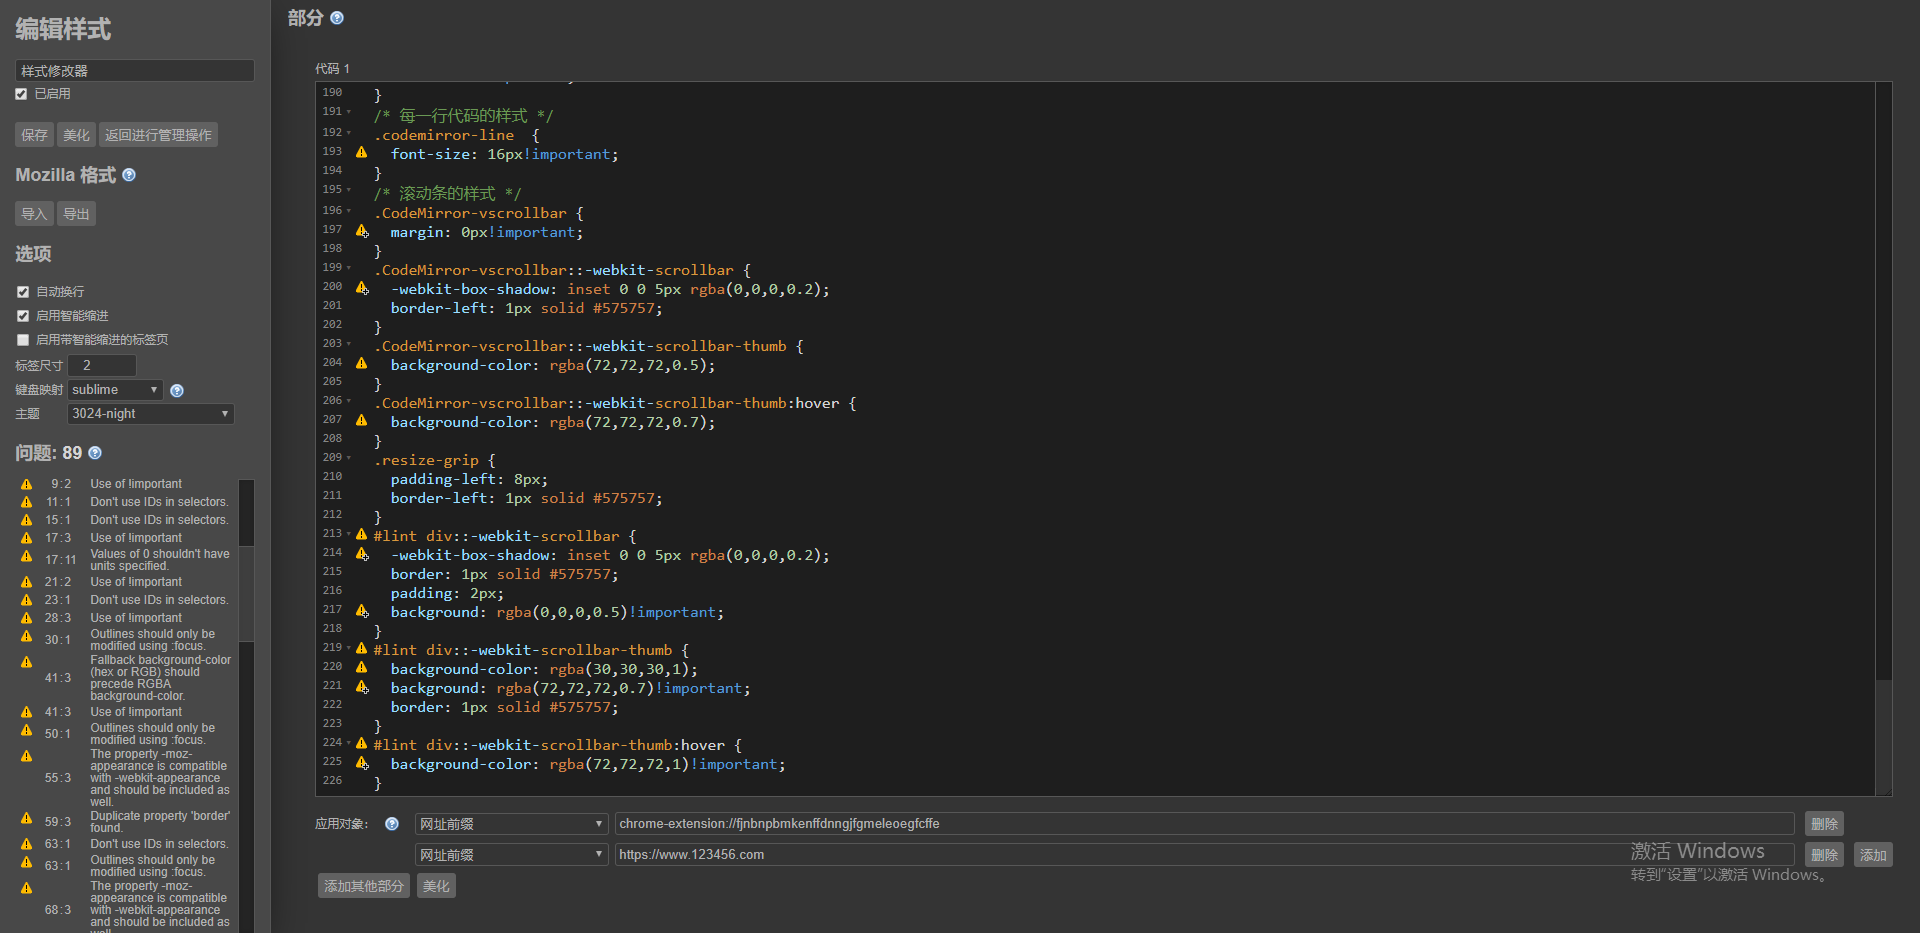 编辑样式
样式修改器
已启用
保存 美化 返回进行管理操作
Mozilla 格式
导入 导出
选项
自动换行
启用智能缩进
启用带智能缩进的标签页
标签尺寸 2
键盘映射 sublime
主题 3024-night
问题: 89
9:2 Use of !important
11:1 Don't use IDs in selectors.
15:1 Don't use IDs in selectors.
17:3 Use of !important
17:11 Values of 0 shouldn't have
units specified.
21:2 Use of !important
23:1 Don't use IDs in selectors.
28:3 Use of !important
30:1 Outlines should only be
modified using :focus.
41:3 Fallback background-color
(hex or RGB) should
precede RGBA
background-color.
41:3 Use of !important
50:1 Outlines should only be
modified using :focus.
55:3 The property -moz-
appearance is compatible
with -webkit-appearance
and should be included as
well.
59:3 Duplicate property 'border'
found.
63:1 Don't use IDs in selectors.
63:1 Outlines should only be
modified using :focus.
68:3 The property -moz-
appearance is compatible
with -webkit-appearance
and should be included as
部分
代码 1
190 }
191 /* 每一行代码的样式 */
192 .codemirror-line {
193 font-size: 16px!important;
194 }
195 /* 滚动条的样式 */
196 .CodeMirror-vscrollbar {
197 margin: 0px!important;
198 }
199 .CodeMirror-vscrollbar::-webkit-scrollbar {
200 -webkit-box-shadow: inset 0 0 5px rgba(0,0,0,0.2);
201 border-left: 1px solid #575757;
202 }
203 .CodeMirror-vscrollbar::-webkit-scrollbar-thumb {
204 background-color: rgba(72,72,72,0.5);
205 }
206 .CodeMirror-vscrollbar::-webkit-scrollbar-thumb:hover {
207 background-color: rgba(72,72,72,0.7);
208 }
209 .resize-grip {
210 padding-left: 8px;
211 border-left: 1px solid #575757;
212 }
213 #lint div::-webkit-scrollbar {
214 -webkit-box-shadow: inset 0 0 5px rgba(0,0,0,0.2);
215 border: 1px solid #575757;
216 padding: 2px;
217 background: rgba(0,0,0,0.5)!important;
218 }
219 #lint div::-webkit-scrollbar-thumb {
220 background-color: rgba(30,30,30,1);
221 background: rgba(72,72,72,0.7)!important;
222 border: 1px solid #575757;
223 }
224 #lint div::-webkit-scrollbar-thumb:hover {
225 background-color: rgba(72,72,72,1)!important;
226 }
应用对象: 网址前缀 chrome-extension://fjnbnpbmkenffdnngjfgmeleoegfcffe 删除
网址前缀 https://www.123456.com 删除 添加
添加其他部分 美化
激活 Windows
转到“设置”以激活 Windows。